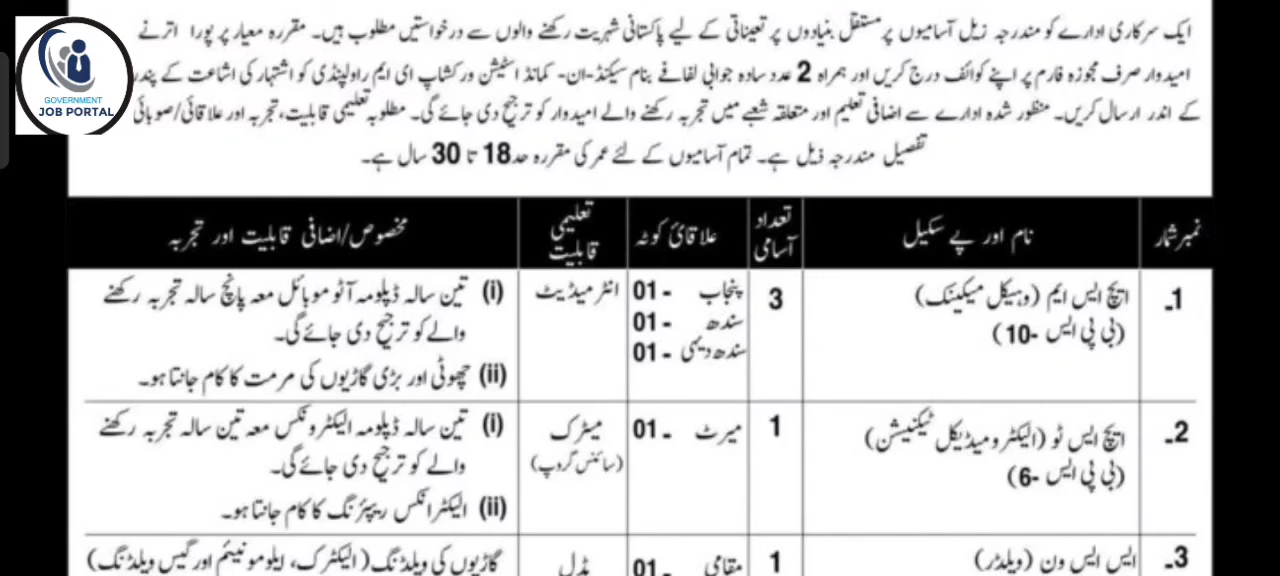 GOVERNMENT
JOB PORTAL
ایک سرکاری ادارے کو مندرجہ زیل آسامیوں پر مستقل بنیادوں پر تعیناتی کے لیے پاکستانی شہریت رکھنے والوں سے درخواستیں مطلوب ہیں۔ مقررہ معیار پر پورا اترنے
امیدوار صرف مجوزہ فارم پر اپنے کوائف درج کریں اور ہمراہ 2 عدد سادہ جوابی لفافے بنام سیکنڈ-ان- کمانڈ اسٹیشن ورکشاپ ای ایم راولپنڈی کو اشتہار کی اشاعت کے پندر
کے اندر ارسال کریں۔ منظور شدہ ادارے سے اضافی تعلیم اور متعلقہ شعبے میں تجربہ رکھنے والے امیدوار کو ترجیح دی جائے گی۔ مطلوبہ تعلیمی قابلیت، تجربہ اور علاقائی/صوبائی
تفصیل مندرجہ ذیل ہے۔ تمام آسامیوں کے لئے عمر کی مقررہ حد 18 تا 30 سال ہے۔
نمبر شمار نام اور پے سکیل تعداد آسامی علاقائی کوٹہ تعلیمی قابلیت مخصوص/اضافی قابلیت اور تجربہ
1۔ ایچ ایس ایم (وہیکل میکینک) 3 پنجاب - 01 انٹرمیڈیٹ (i) تین سالہ ڈپلومہ آٹو موبائل معہ پانچ سالہ تجربہ رکھنے
(بی پی ایس -10) سندھ - 01 والے کو ترجیح دی جائے گی۔
سندھ دیہی - 01
(ii) چھوٹی اور بڑی گاڑیوں کی مرمت کا کام جانتا ہو۔
2۔ ایچ ایس ٹو (الیکٹرومیڈیکل ٹیکنیشن) 1 میرٹ - 01 میٹرک (i) تین سالہ ڈپلومہ الیکٹرونکس معہ تین سالہ تجربہ رکھنے
(بی پی ایس -6) (سائنس گروپ) والے کو ترجیح دی جائے گی۔
(ii) الیکٹرانکس ریپئرنگ کا کام جانتا ہو۔
3۔ ایس ایس ون (ویلڈر) 1 مقامی - 01 مڈل گاڑیوں کی ویلڈنگ (الیکٹرک، ایلومونینیم اور گیس ویلڈنگ)